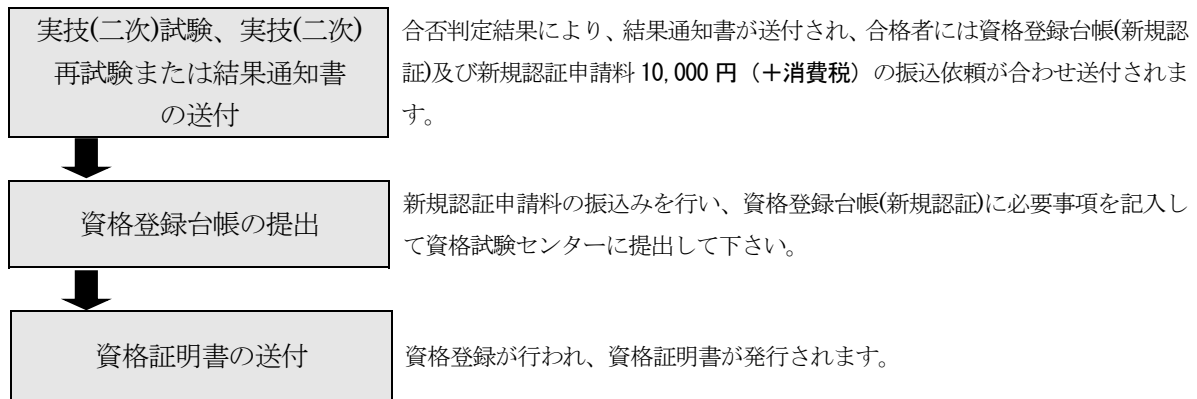 実技(二次)試験、実技(二次)
再試験または結果通知書
の送付
合否判定結果により、結果通知書が送付され、合格者には資格登録台帳(新規認
証)及び新規認証申請料 10,000 円（＋消費税）の振込依頼が合わせ送付されま
す。
資格登録台帳の提出
新規認証申請料の振込みを行い、資格登録台帳(新規認証)に必要事項を記入し
て資格試験センターに提出して下さい。
資格証明書の送付
資格登録が行われ、資格証明書が発行されます。